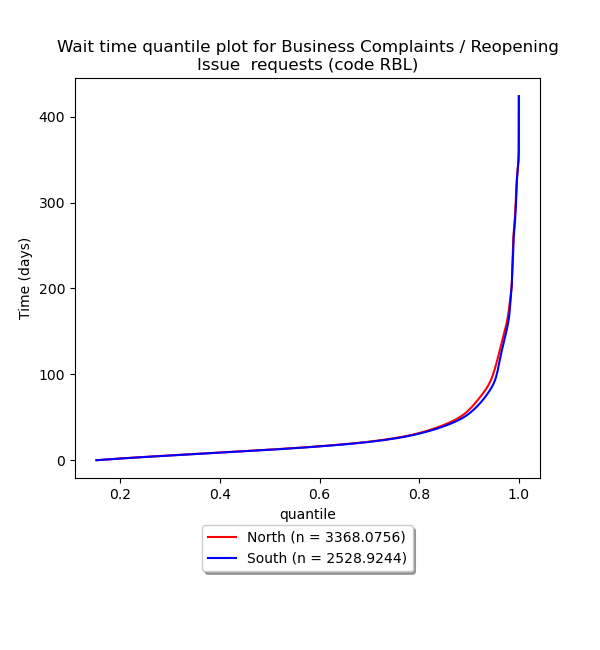 Wait time quantile plot for Business Complaints / Reopening
Issue  requests (code RBL)
400
300
200
100
0
Time (days)
0.2 0.4 0.6 0.8 1.0
quantile
North (n = 3368.0756)
South (n = 2528.9244)